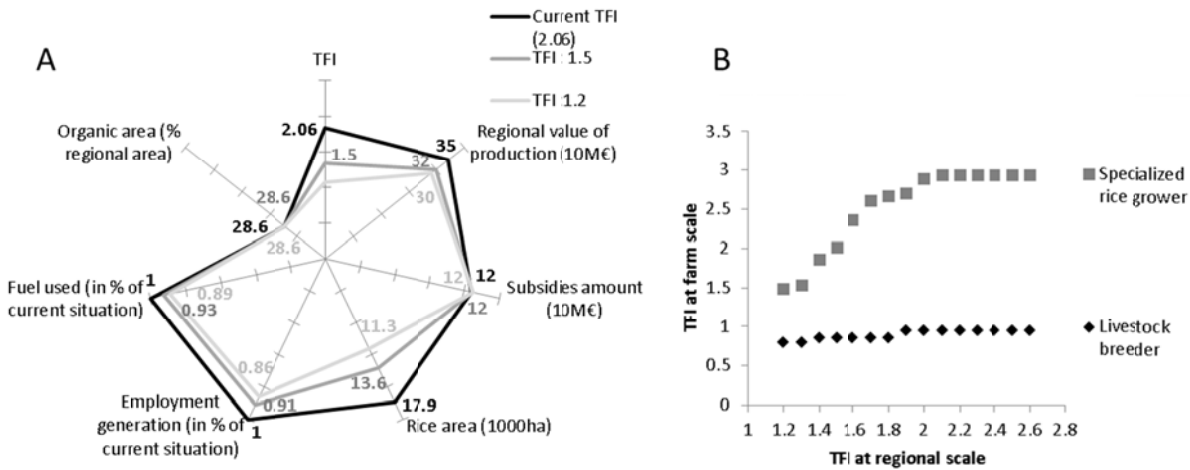 A
Current TFI
(2.06)
TFI : 1.5
TFI :1.2
TFI
Organic area (%
regional area)
2.06
1.5
35
32
30
Regional value of
production (10M€)
28.6
28.6
28.6
12
12
12
Subsidies amount
(10M€)
Fuel used (in % of
current situation)
1
0.89
0.93
11.3
13.6
17.9
Rice area (1000ha)
0.86
0.91
1
Employment
generation (in % of
current situation)
B
3.5
3
2.5
2
1.5
1
0.5
0
TFI at farm scale
1 1.2 1.4 1.6 1.8 2 2.2 2.4 2.6 2.8
TFI at regional scale
Specialized
rice grower
Livestock
breeder